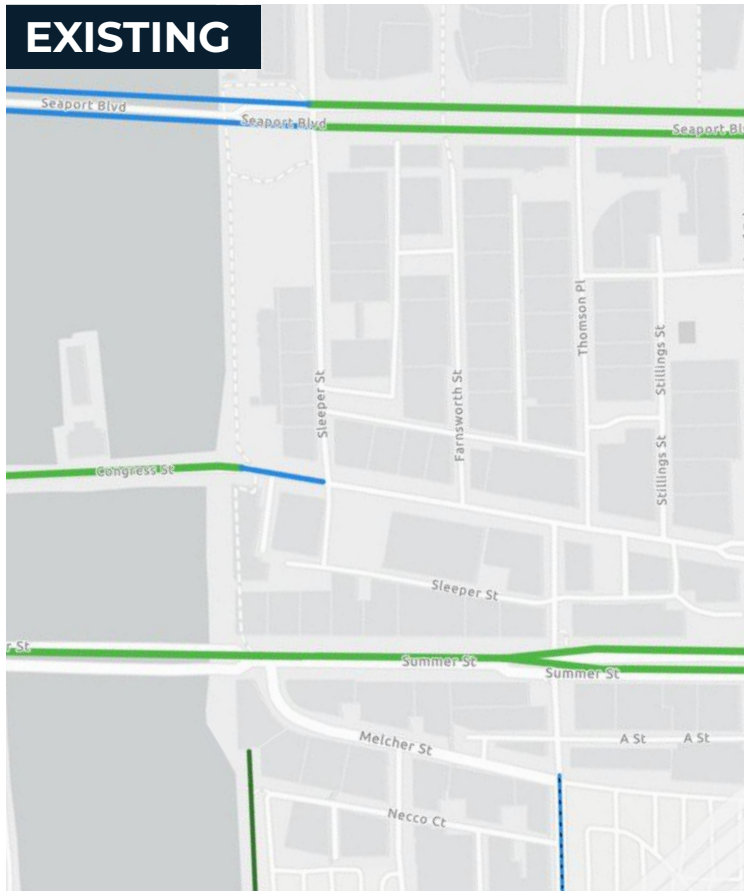 EXISTING
Seaport Blvd
Seaport Blvd
Seaport Bl
Thomson Pl
Stillings St
Sleeper St
Farnsworth St
Stillings St
Congress St
Sleeper St
r St
Summer St
Summer St
Melcher St
A St
A St
Necco Ct